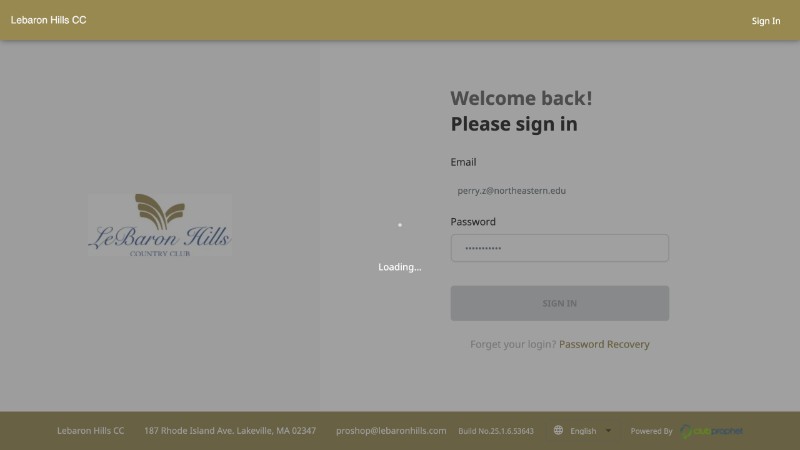 Lebaron Hills CC
Sign In
Welcome back!
Please sign in
Email
perry.z@northeastern.edu
Password
•••••••••••
SIGN IN
Forget your login? Password Recovery
LeBaron Hills
COUNTRY CLUB
Loading...
Lebaron Hills CC
187 Rhode Island Ave. Lakeville, MA 02347
proshop@lebaronhills.com
Build No.25.1.6.53643
English
Powered By
clubprophet